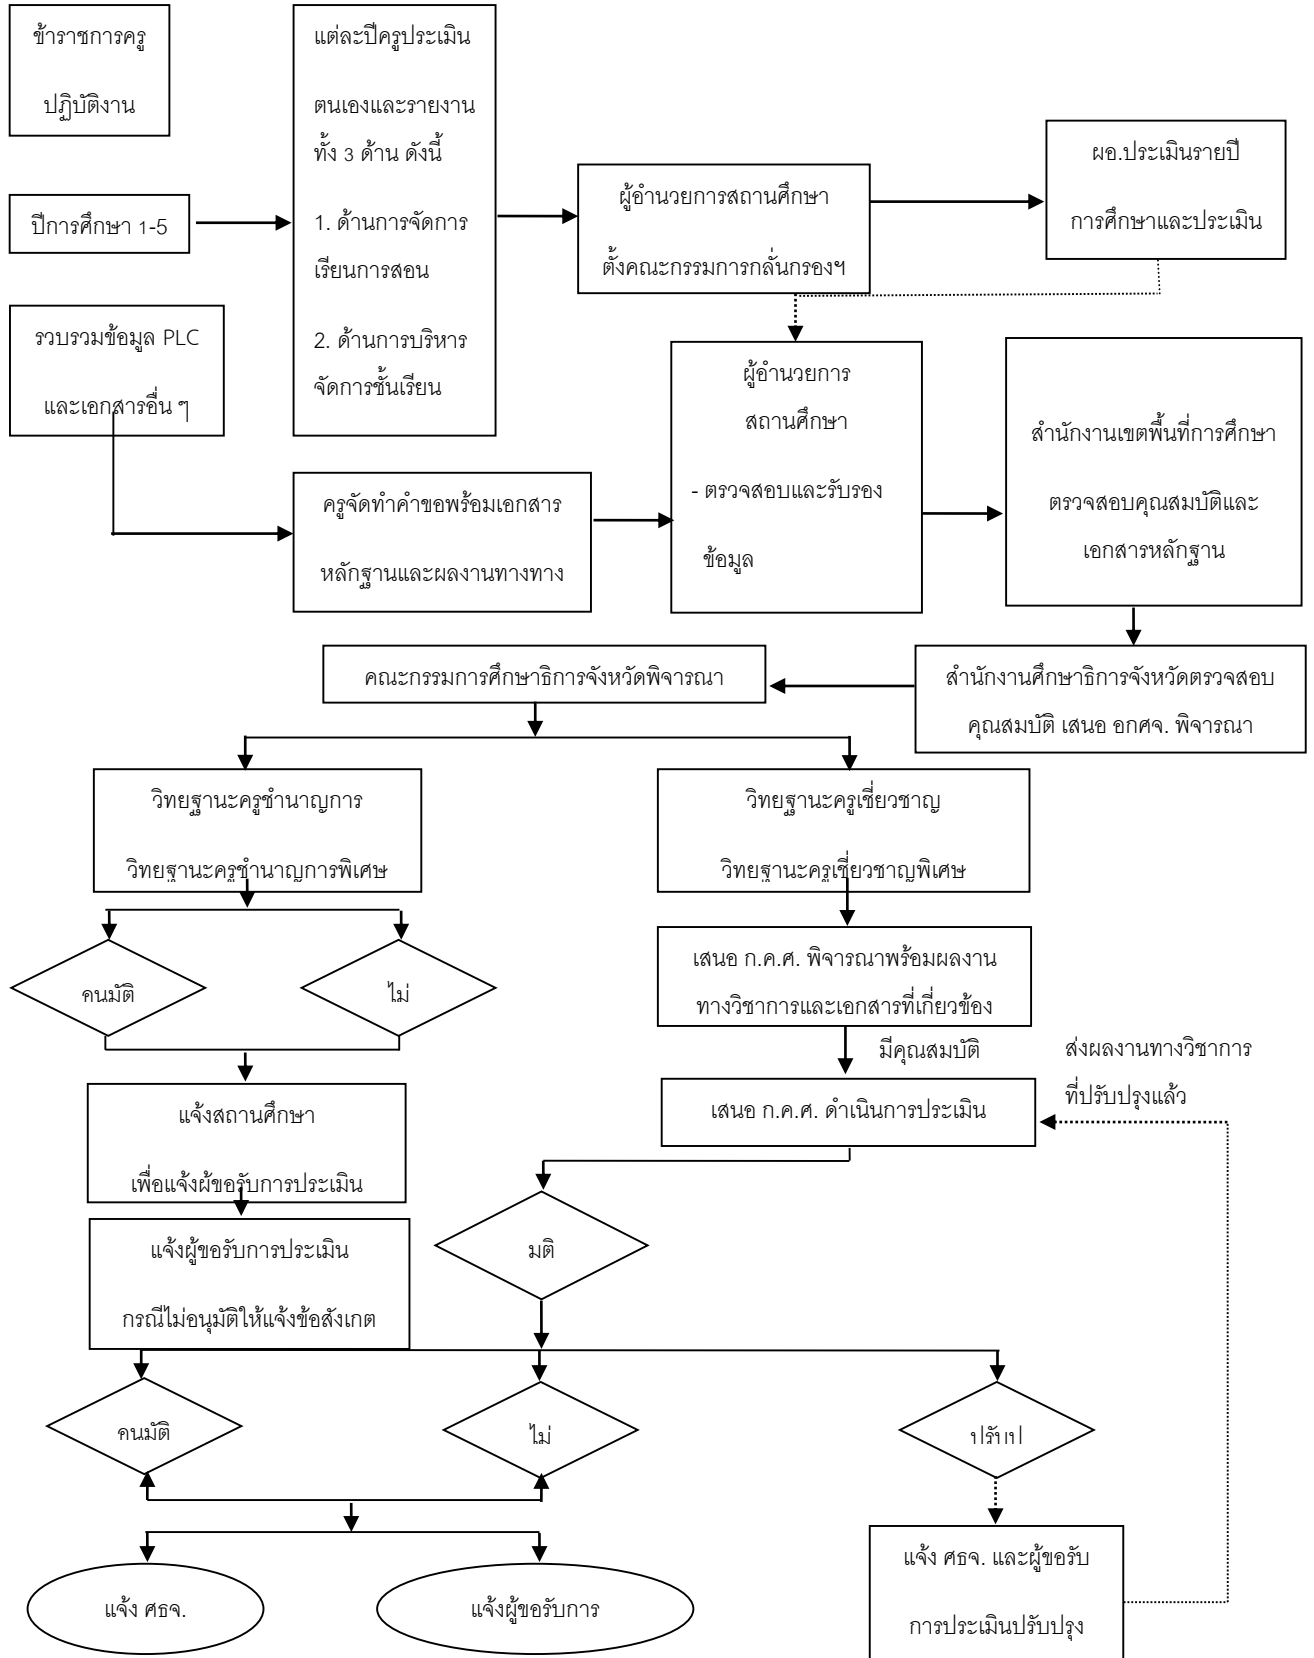 ข้าราชการครู
ปฏิบัติงาน
แต่ละปีครูประเมิน
ตนเองและรายงาน
ทั้ง 3 ด้าน ดังนี้
1. ด้านการจัดการ
เรียนการสอน
2. ด้านการบริหาร
จัดการชั้นเรียน
ปีการศึกษา 1-5
ผู้อำนวยการสถานศึกษา
ตั้งคณะกรรมการกลั่นกรองฯ
ผอ.ประเมินรายปี
การศึกษาและประเมิน
รวบรวมข้อมูล PLC
และเอกสารอื่น ๆ
ครูจัดทำคำขอพร้อมเอกสาร
หลักฐานและผลงานทางทาง
ผู้อำนวยการ
สถานศึกษา
- ตรวจสอบและรับรอง
ข้อมูล
สำนักงานเขตพื้นที่การศึกษา
ตรวจสอบคุณสมบัติและ
เอกสารหลักฐาน
คณะกรรมการศึกษาธิการจังหวัดพิจารณา
สำนักงานศึกษาธิการจังหวัดตรวจสอบ
คุณสมบัติ เสนอ อกศจ. พิจารณา
วิทยฐานะครูชำนาญการ
วิทยฐานะครูชำนาญการพิเศษ
วิทยฐานะครูเชี่ยวชาญ
วิทยฐานะครูเชี่ยวชาญพิเศษ
คนมัติ
ไม่
เสนอ ก.ค.ศ. พิจารณาพร้อมผลงาน
ทางวิชาการและเอกสารที่เกี่ยวข้อง
มีคุณสมบัติ
ส่งผลงานทางวิชาการ
ที่ปรับปรุงแล้ว
แจ้งสถานศึกษา
เพื่อแจ้งผู้ขอรับการประเมิน
เสนอ ก.ค.ศ. ดำเนินการประเมิน
แจ้งผู้ขอรับการประเมิน
กรณีไม่อนุมัติให้แจ้งข้อสังเกต
มติ
คนมัติ
ไม่
ปรับป
แจ้ง ศธจ.
แจ้งผู้ขอรับการ
แจ้ง ศธจ. และผู้ขอรับ
การประเมินปรับปรุง